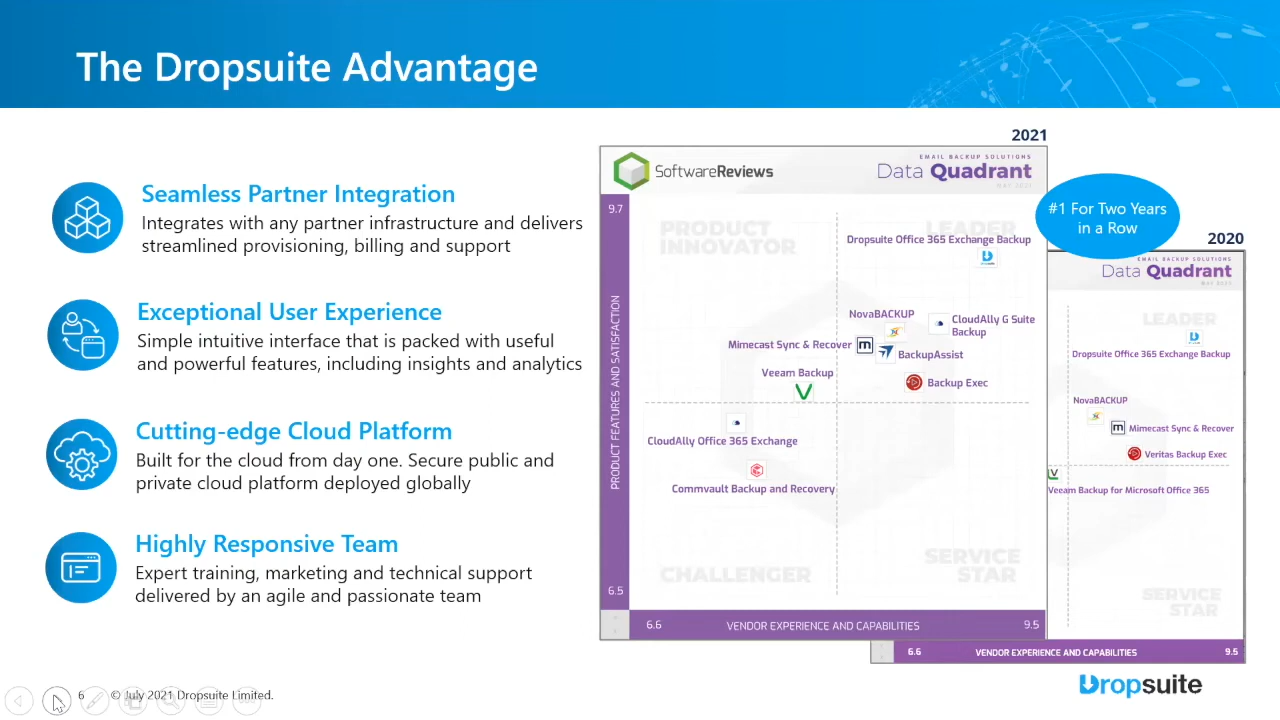 The Dropsuite Advantage
Seamless Partner Integration
Integrates with any partner infrastructure and delivers
streamlined provisioning, billing and support
Exceptional User Experience
Simple intuitive interface that is packed with useful
and powerful features, including insights and analytics
Cutting-edge Cloud Platform
Built for the cloud from day one. Secure public and
private cloud platform deployed globally
Highly Responsive Team
Expert training, marketing and technical support
delivered by an agile and passionate team
2021
SoftwareReviews
EMAIL BACKUP SOLUTIONS
Data Quadrant
MAY 2021
9.7
PRODUCT FEATURES AND SATISFACTION
6.5
PRODUCT
INNOVATOR
LEADER
Dropsuite Office 365 Exchange Backup
NovaBACKUP
CloudAlly G Suite
Backup
Mimecast Sync & Recover
BackupAssist
Veeam Backup
Backup Exec
CloudAlly Office 365 Exchange
Commvault Backup and Recovery
CHALLENGER
SERVICE
STAR
6.6
VENDOR EXPERIENCE AND CAPABILITIES
9.5
#1 For Two Years
in a Row
2020
EMAIL BACKUP SOLUTIONS
Data Quadrant
LEADER
Dropsuite Office 365 Exchange Backup
NovaBACKUP
Mimecast Sync & Recover
Veritas Backup Exec
Veeam Backup for Microsoft Office 365
SERVICE
STAR
6.6
VENDOR EXPERIENCE AND CAPABILITIES
9.5
6
© July 2021 Dropsuite Limited.
Dropsuite